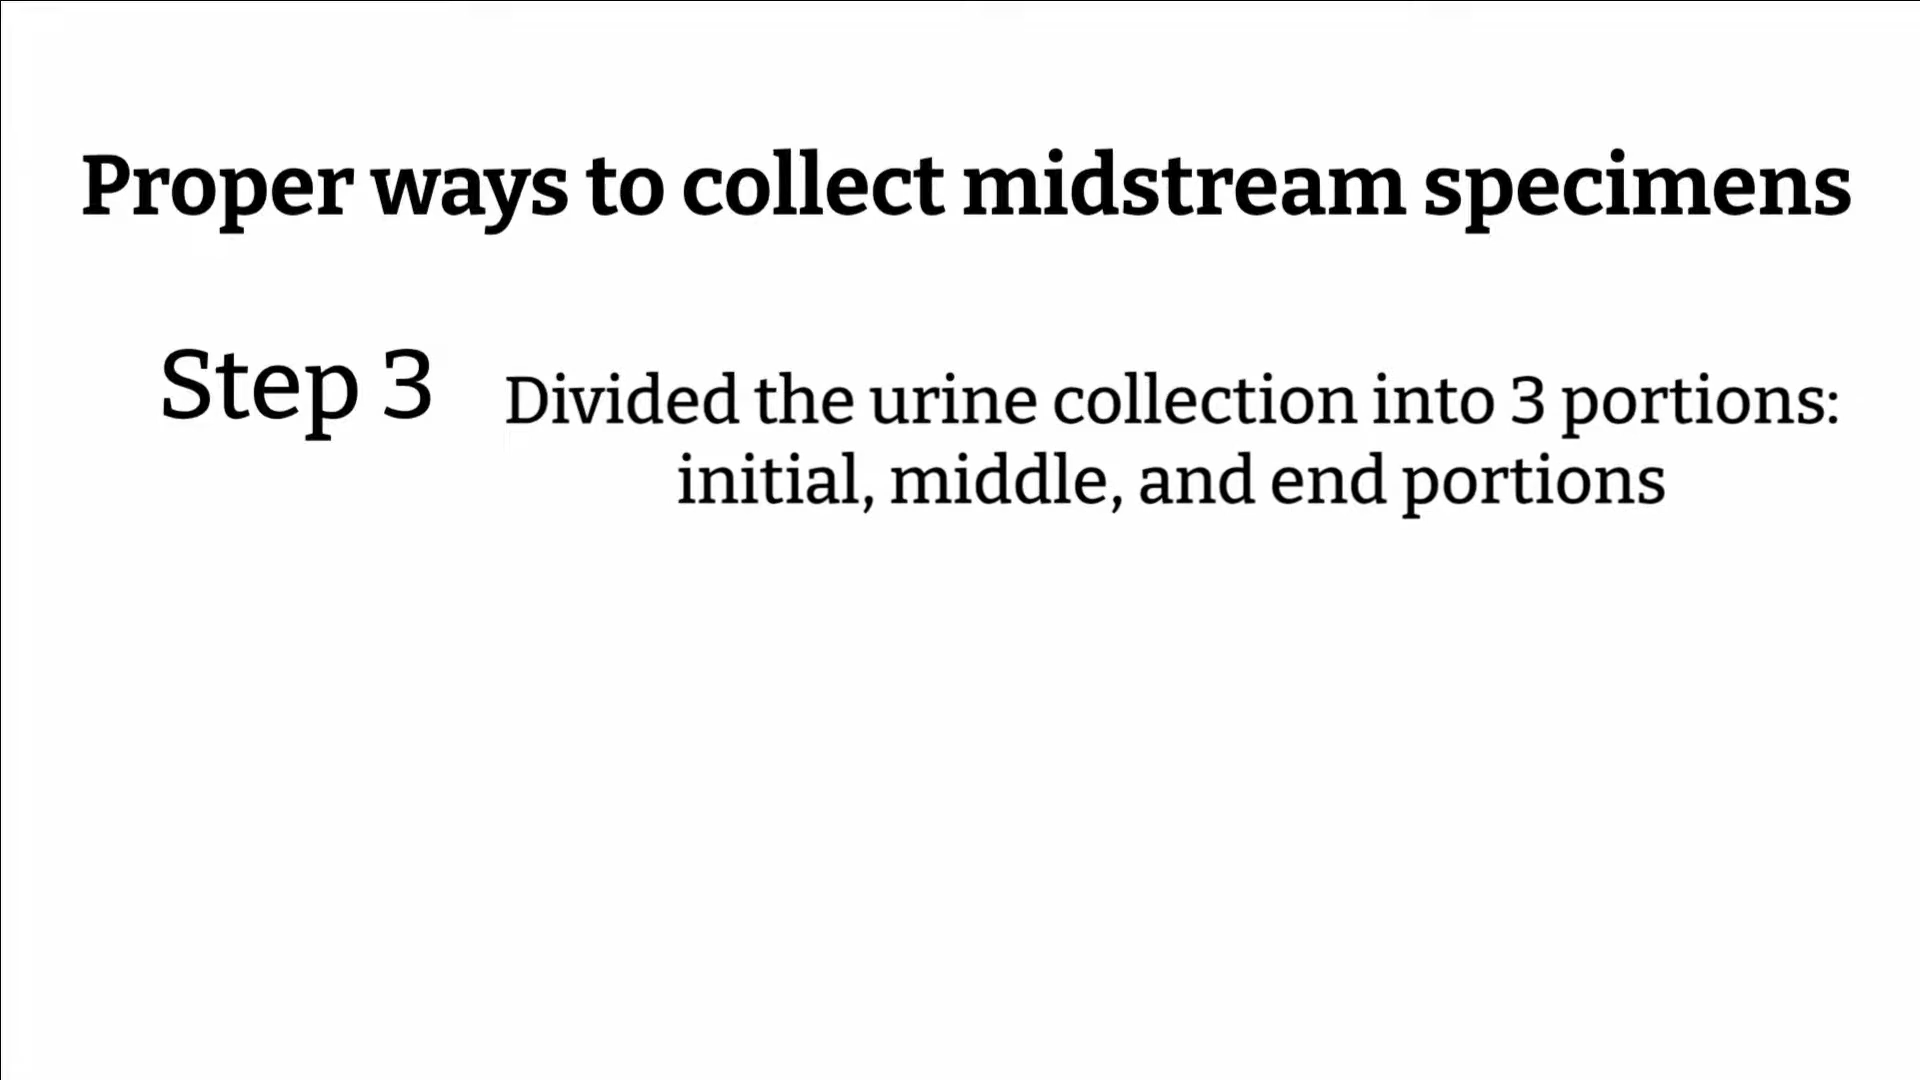 Proper ways to collect midstream specimens
Step 3
Divided the urine collection into 3 portions:
initial, middle, and end portions